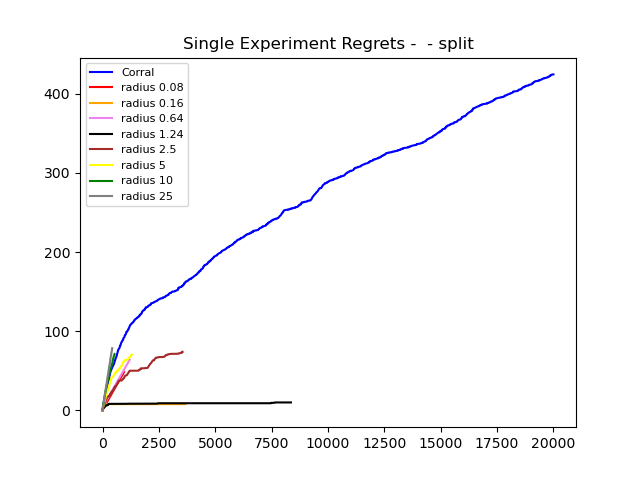 Single Experiment Regrets -  - split
Corral
radius 0.08
radius 0.16
radius 0.64
radius 1.24
radius 2.5
radius 5
radius 10
radius 25
400
300
200
100
0
0 2500 5000 7500 10000 12500 15000 17500 20000